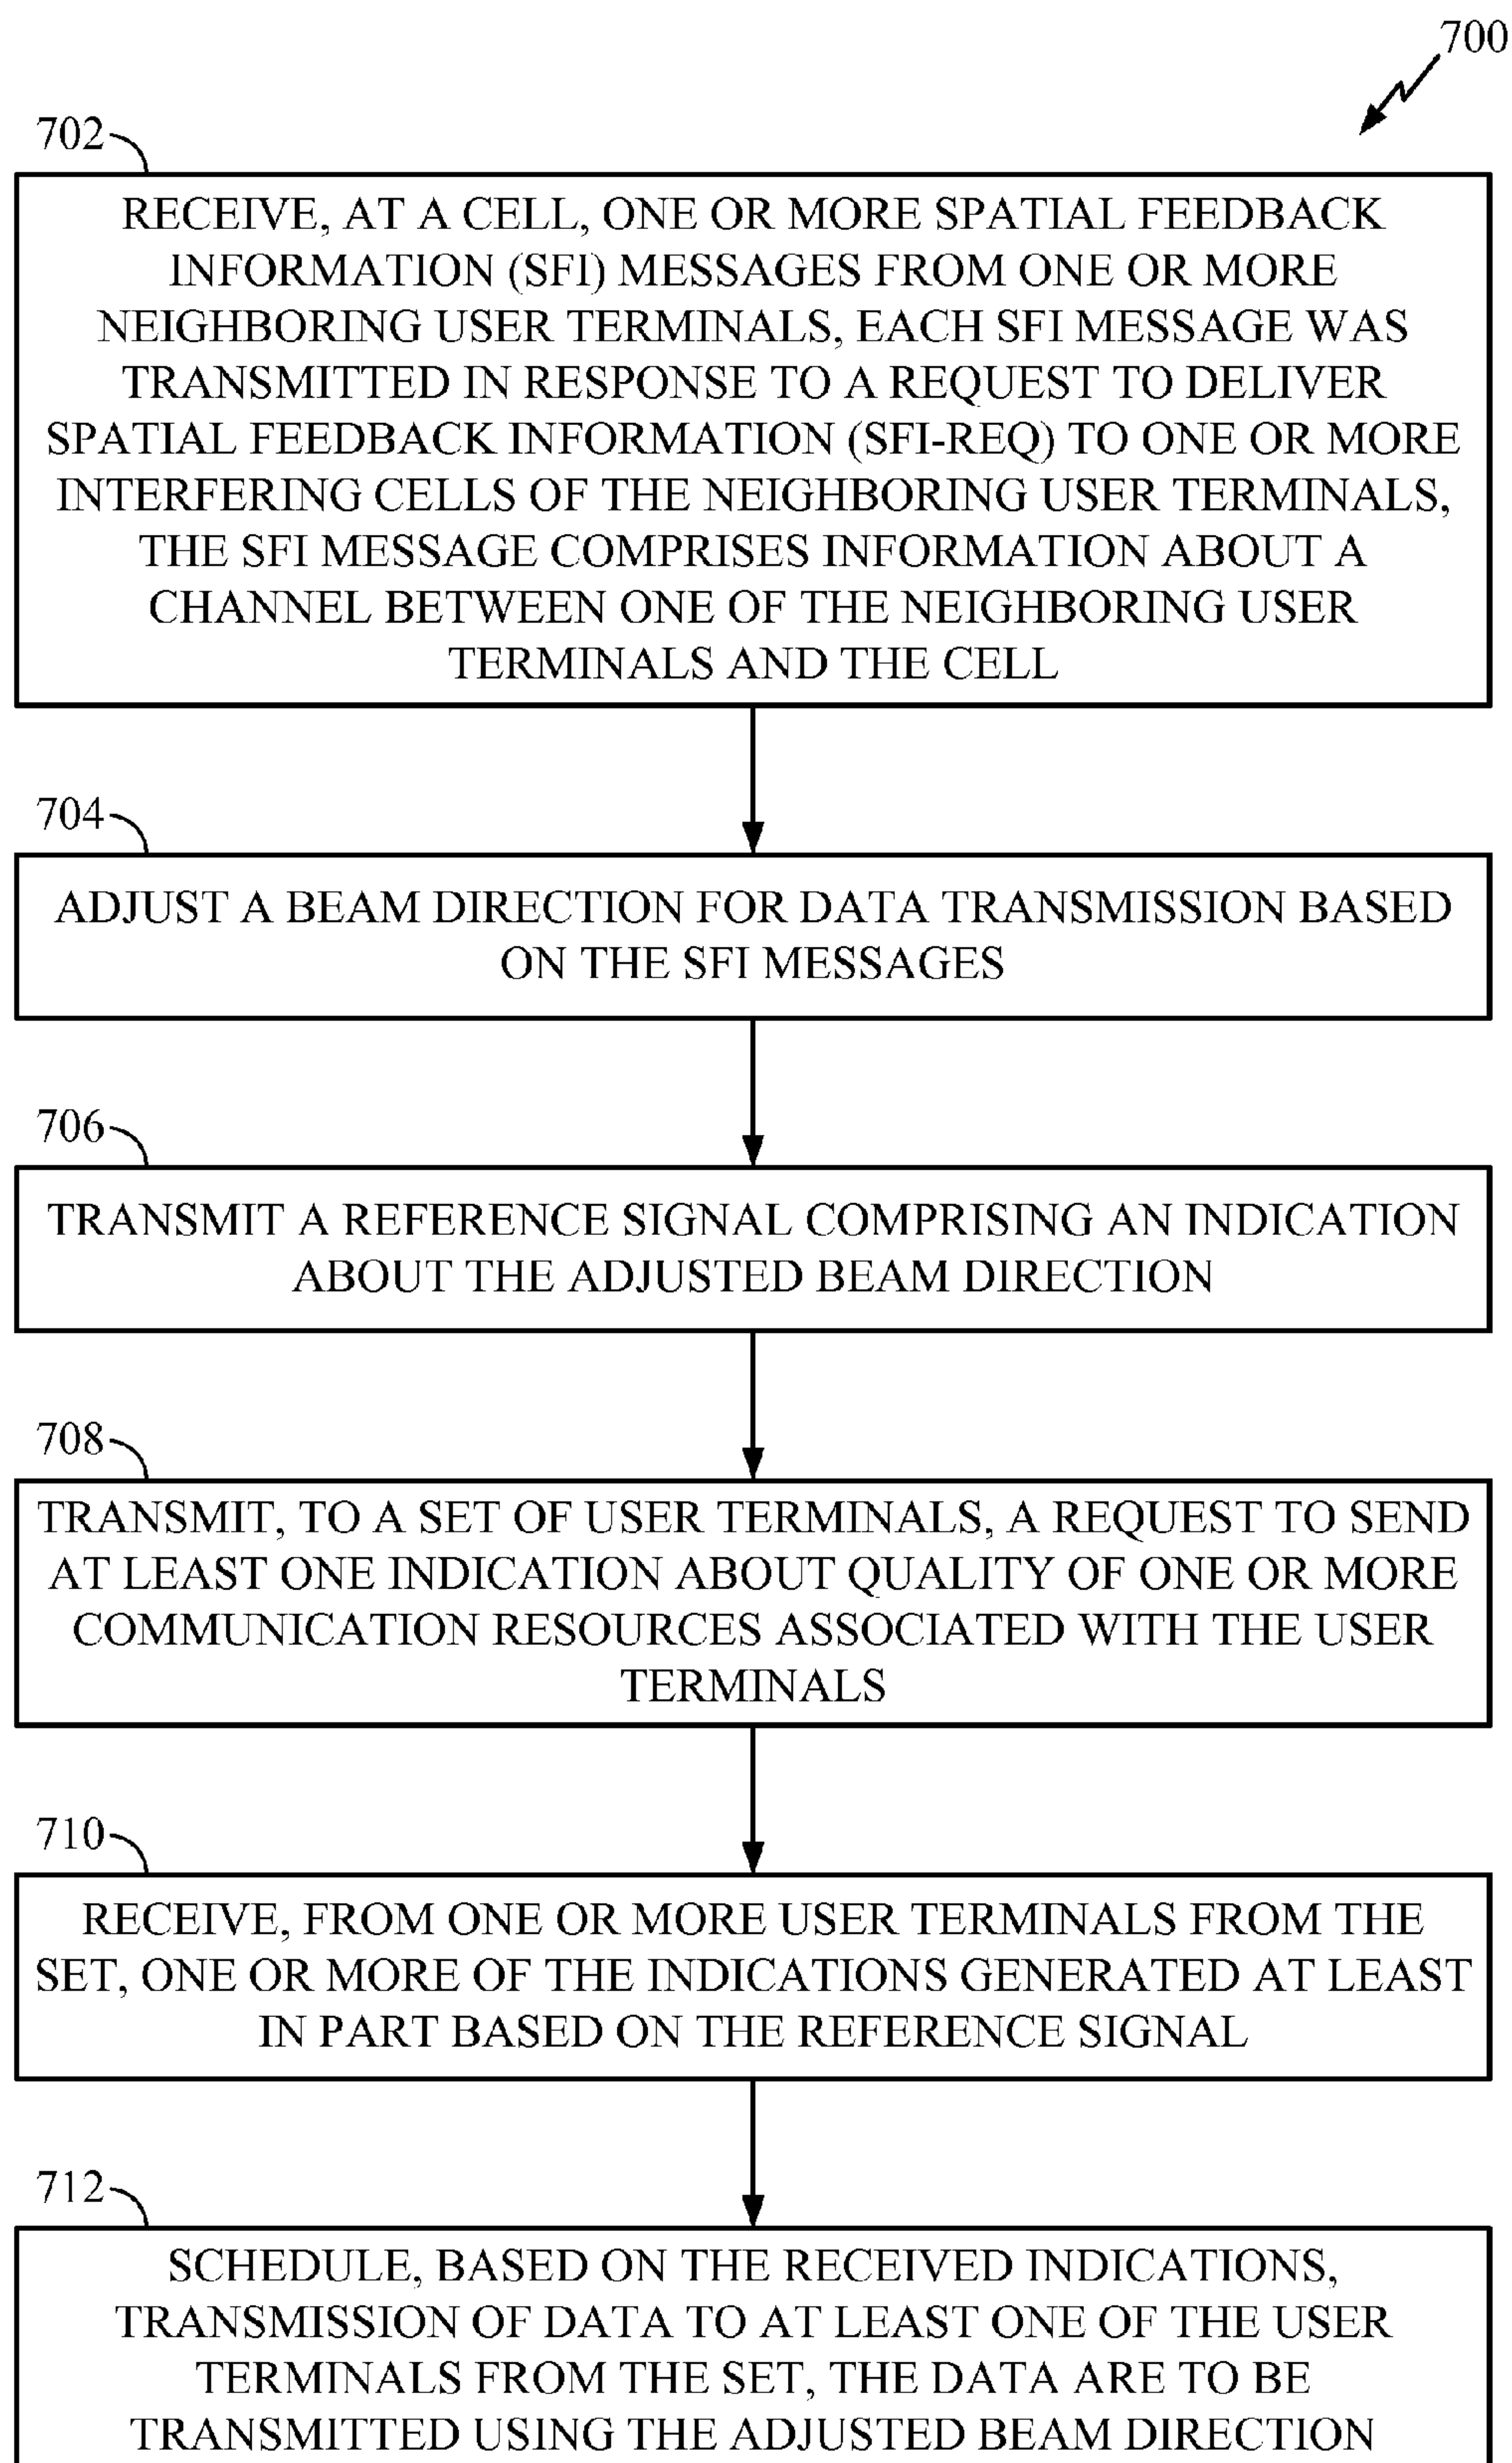 700
702
RECEIVE, AT A CELL, ONE OR MORE SPATIAL FEEDBACK
INFORMATION (SFI) MESSAGES FROM ONE OR MORE
NEIGHBORING USER TERMINALS, EACH SFI MESSAGE WAS
TRANSMITTED IN RESPONSE TO A REQUEST TO DELIVER
SPATIAL FEEDBACK INFORMATION (SFI-REQ) TO ONE OR MORE
INTERFERING CELLS OF THE NEIGHBORING USER TERMINALS,
THE SFI MESSAGE COMPRISES INFORMATION ABOUT A
CHANNEL BETWEEN ONE OF THE NEIGHBORING USER
TERMINALS AND THE CELL
704
ADJUST A BEAM DIRECTION FOR DATA TRANSMISSION BASED
ON THE SFI MESSAGES
706
TRANSMIT A REFERENCE SIGNAL COMPRISING AN INDICATION
ABOUT THE ADJUSTED BEAM DIRECTION
708
TRANSMIT, TO A SET OF USER TERMINALS, A REQUEST TO SEND
AT LEAST ONE INDICATION ABOUT QUALITY OF ONE OR MORE
COMMUNICATION RESOURCES ASSOCIATED WITH THE USER
TERMINALS
710
RECEIVE, FROM ONE OR MORE USER TERMINALS FROM THE
SET, ONE OR MORE OF THE INDICATIONS GENERATED AT LEAST
IN PART BASED ON THE REFERENCE SIGNAL
712
SCHEDULE, BASED ON THE RECEIVED INDICATIONS,
TRANSMISSION OF DATA TO AT LEAST ONE OF THE USER
TERMINALS FROM THE SET, THE DATA ARE TO BE
TRANSMITTED USING THE ADJUSTED BEAM DIRECTION